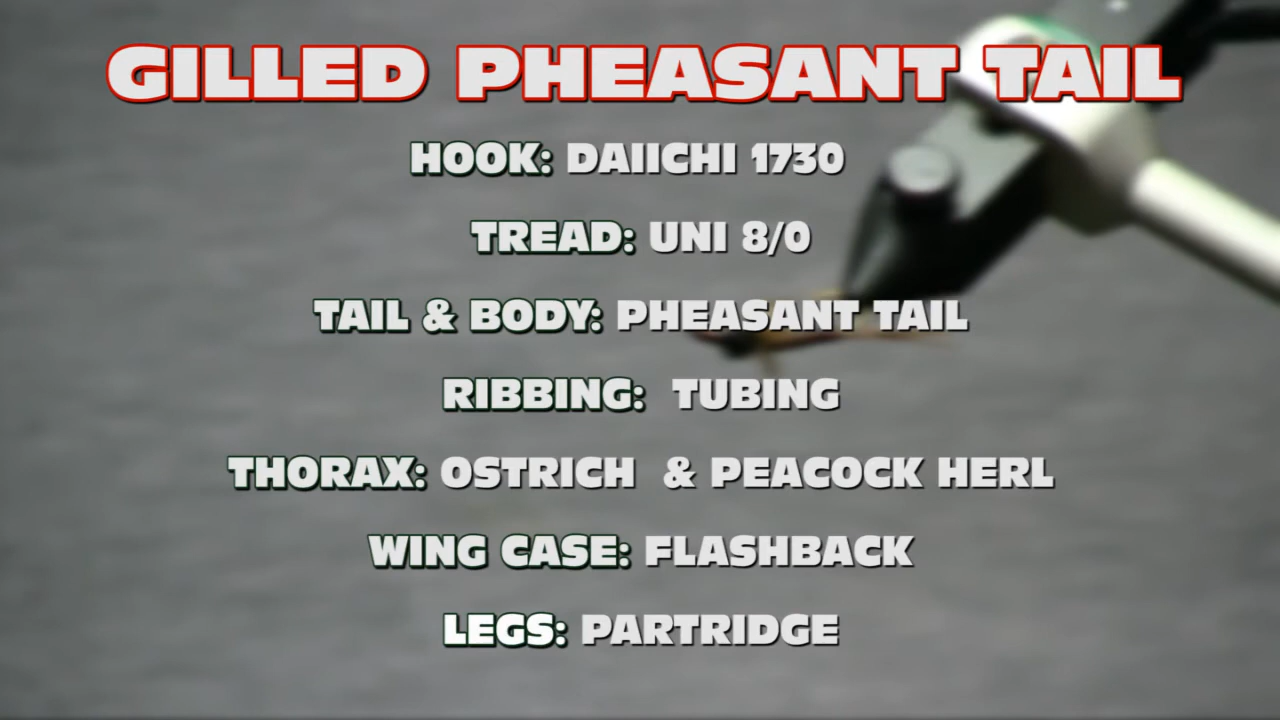 GILLED PHEASANT TAIL
HOOK: DAIICHI 1730
TREAD: UNI 8/0
TAIL & BODY: PHEASANT TAIL
RIBBING: TUBING
THORAX: OSTRICH & PEACOCK HERL
WING CASE: FLASHBACK
LEGS: PARTRIDGE